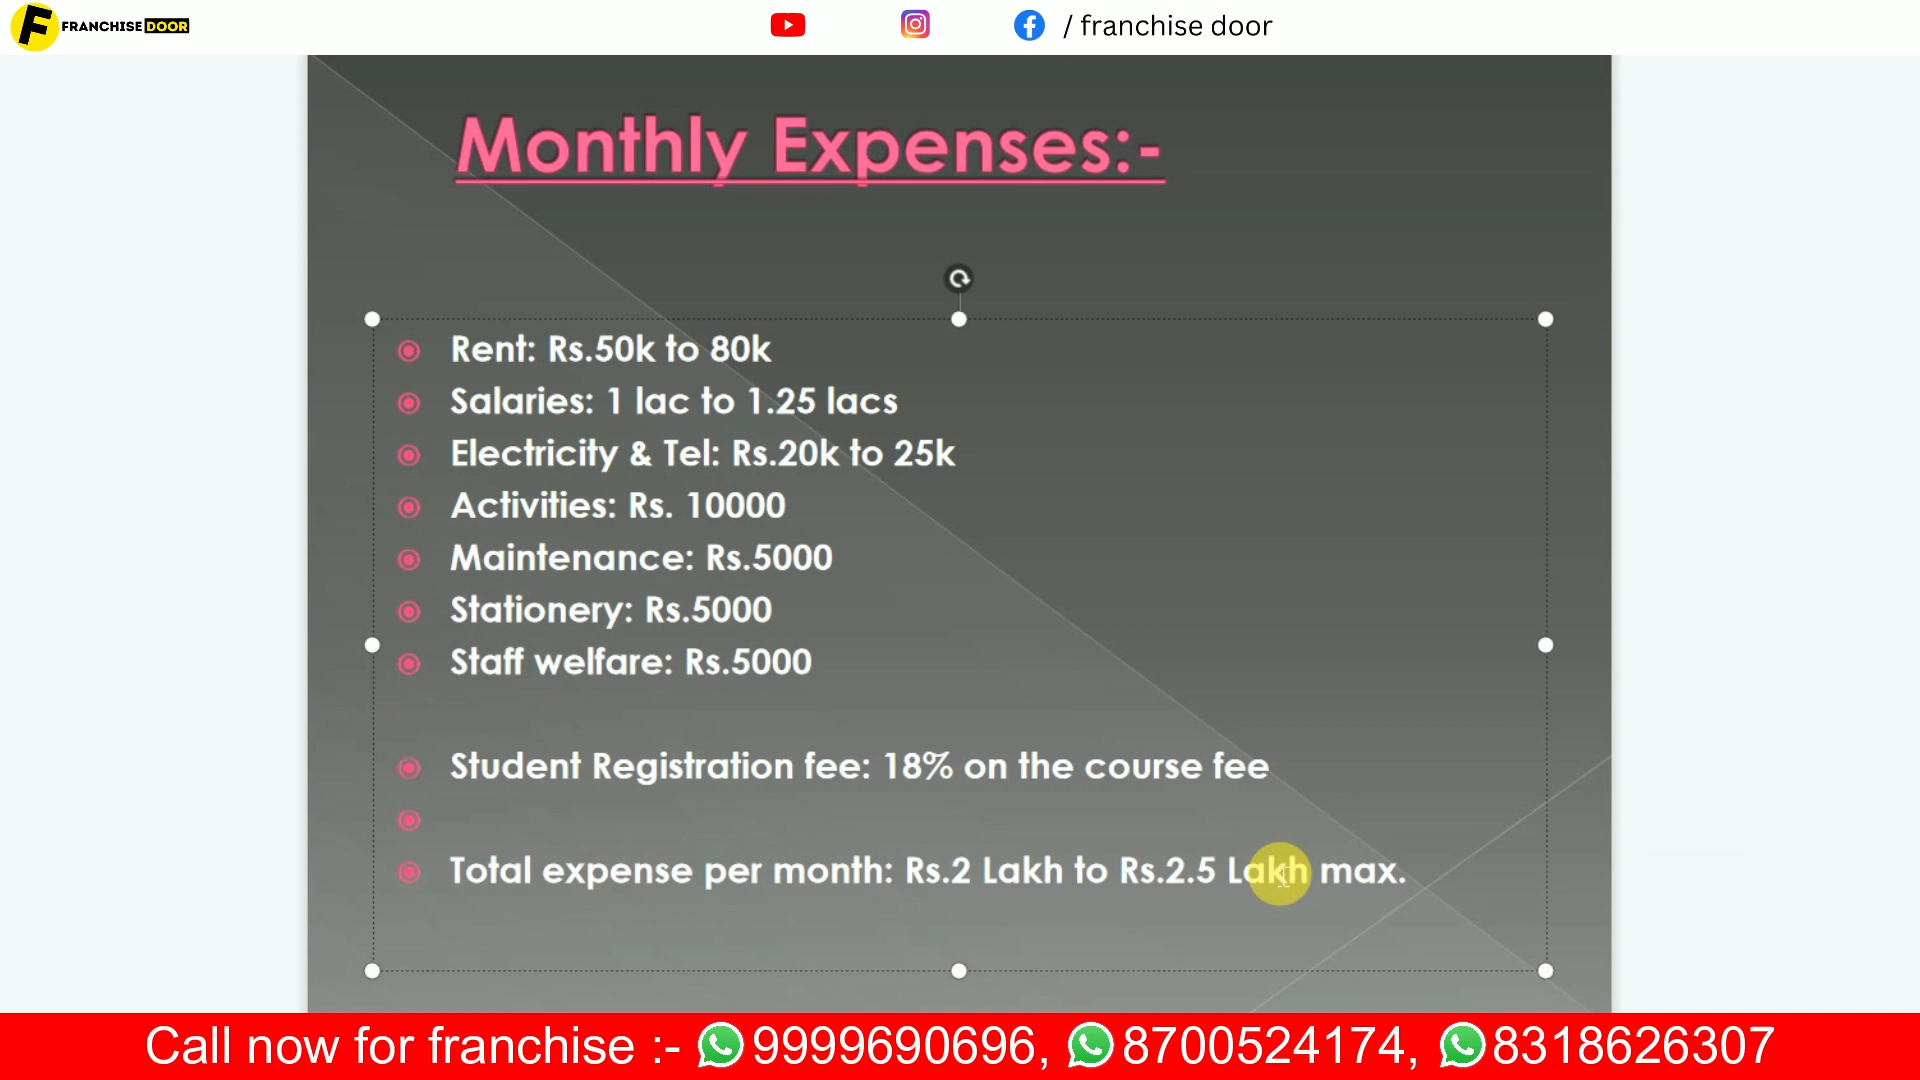 FRANCHISE DOOR
/ franchise door
Monthly Expenses:-
Rent: Rs.50k to 80k
Salaries: 1 lac to 1.25 lacs
Electricity & Tel: Rs.20k to 25k
Activities: Rs. 10000
Maintenance: Rs.5000
Stationery: Rs.5000
Staff welfare: Rs.5000
Student Registration fee: 18% on the course fee
Total expense per month: Rs.2 Lakh to Rs.2.5 Lakh max.
Call now for franchise :- 9999690696, 8700524174, 8318626307